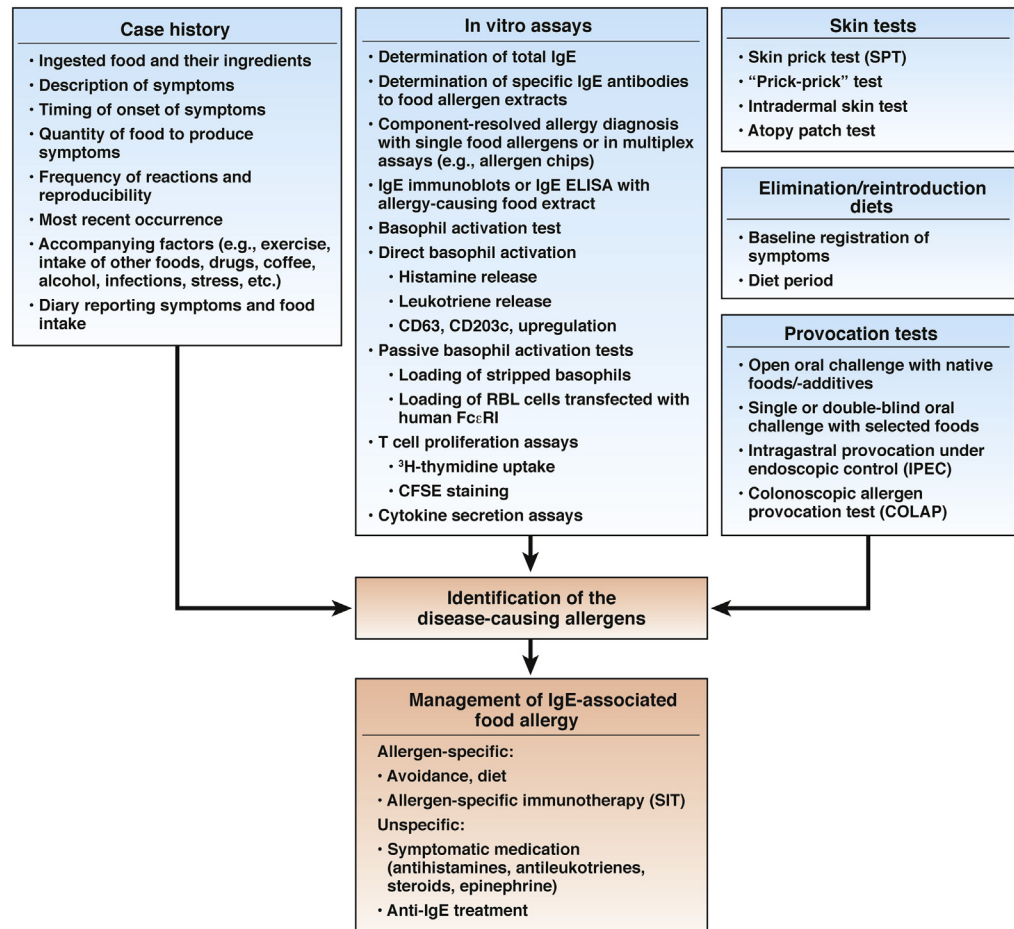 Case history
· Ingested food and their ingredients
· Description of symptoms
· Timing of onset of symptoms
· Quantity of food to produce
symptoms
· Frequency of reactions and
reproducibility
· Most recent occurrence
· Accompanying factors (e.g., exercise,
intake of other foods, drugs, coffee,
alcohol, infections, stress, etc.)
· Diary reporting symptoms and food
intake
In vitro assays
· Determination of total IgE
· Determination of specific IgE antibodies
to food allergen extracts
· Component-resolved allergy diagnosis
with single food allergens or in multiplex
assays (e.g., allergen chips)
· IgE immunoblots or IgE ELISA with
allergy-causing food extract
· Basophil activation test
· Direct basophil activation
· Histamine release
· Leukotriene release
· CD63, CD203c, upregulation
· Passive basophil activation tests
· Loading of stripped basophils
· Loading of RBL cells transfected with
human FcεRI
· T cell proliferation assays
· ³H-thymidine uptake
· CFSE staining
· Cytokine secretion assays
Skin tests
· Skin prick test (SPT)
· “Prick-prick” test
· Intradermal skin test
· Atopy patch test
Elimination/reintroduction
diets
· Baseline registration of
symptoms
· Diet period
Provocation tests
· Open oral challenge with native
foods/-additives
· Single or double-blind oral
challenge with selected foods
· Intragastral provocation under
endoscopic control (IPEC)
· Colonoscopic allergen
provocation test (COLAP)
Identification of the
disease-causing allergens
Management of IgE-associated
food allergy
Allergen-specific:
· Avoidance, diet
· Allergen-specific immunotherapy (SIT)
Unspecific:
· Symptomatic medication
(antihistamines, antileukotrienes,
steroids, epinephrine)
· Anti-IgE treatment